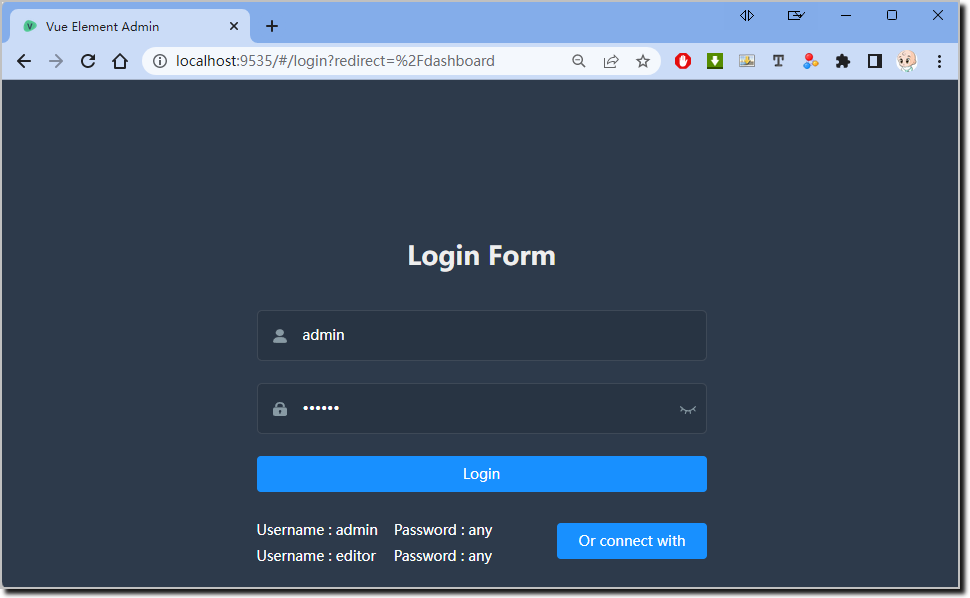 Vue Element Admin
localhost:9535/#/login?redirect=%2Fdashboard
Login Form
admin
••••••
Login
Username : admin Password : any
Username : editor Password : any
Or connect with